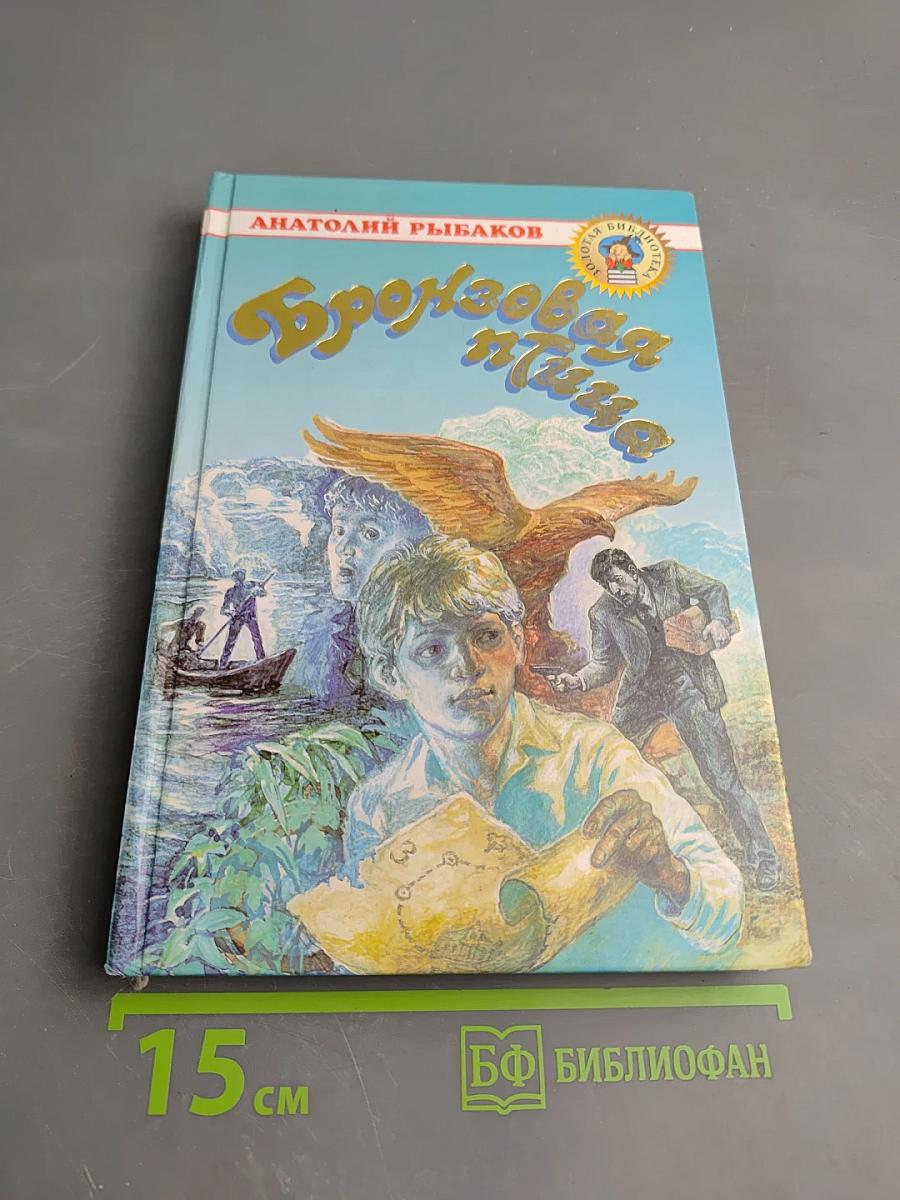 АНАТОЛИЙ РЫБАКОВ
ЗОЛОТАЯ БИБЛИОТЕКА
Бронзовая
птица
З
15 см
БФ БИБЛИОФАН